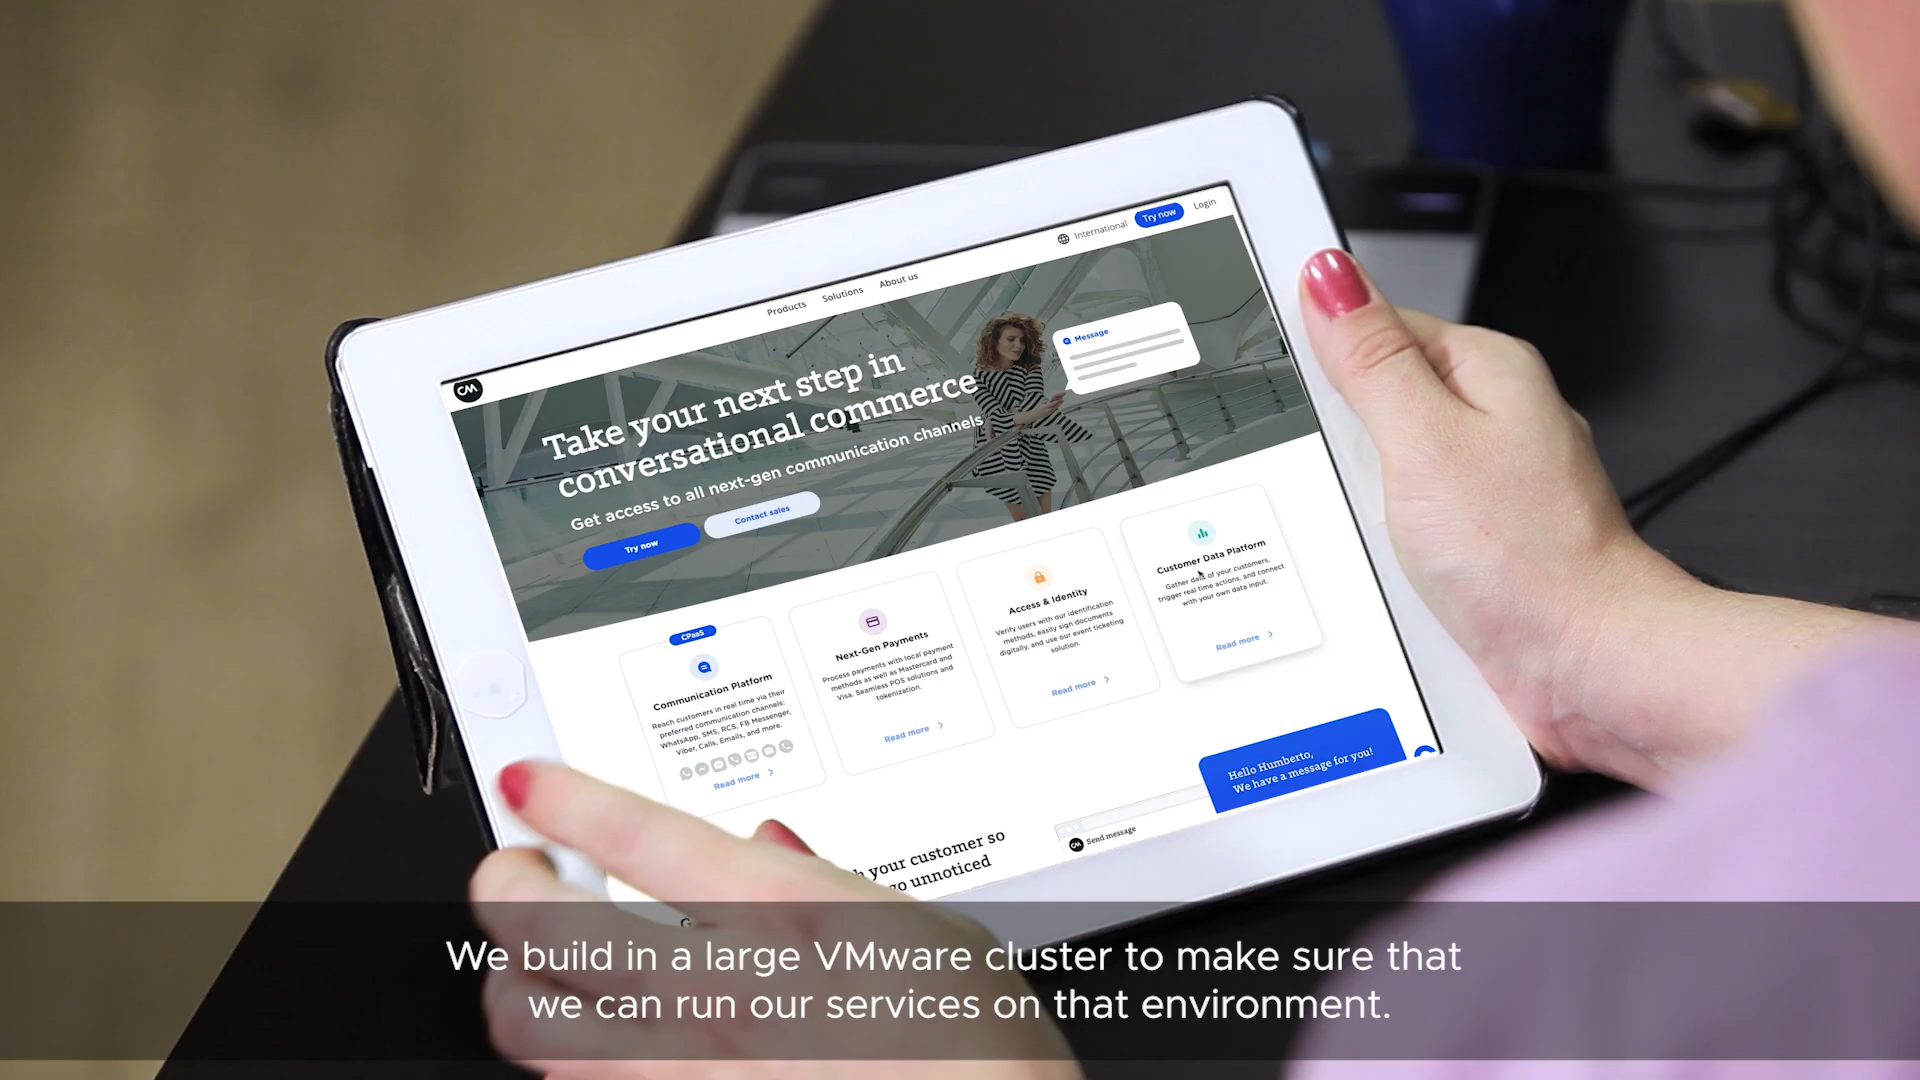 International
Try now
Login
Products
Solutions
About us
CM
Take your next step in
conversational commerce
Get access to all next-gen communication channels
Try now
Contact sales
Message
CPaaS
Communication Platform
Reach customers in real time via their
preferred communication channels:
WhatsApp, SMS, RCS, FB Messenger,
Viber, Calls, Emails, and more.
Read more
Next-Gen Payments
Process payments with local payment
methods as well as Mastercard and
Visa. Seamless POS solutions and
tokenization.
Read more
Access & Identity
Verify users with our identification
methods, easily sign documents
digitally, and use our event ticketing
solution.
Read more
Customer Data Platform
Gather data of your customers,
trigger real time actions, and connect
with your own data input.
Read more
Hello Humberto,
We have a message for you!
CM Send message
your customer so
go unnoticed
We build in a large VMware cluster to make sure that
we can run our services on that environment.